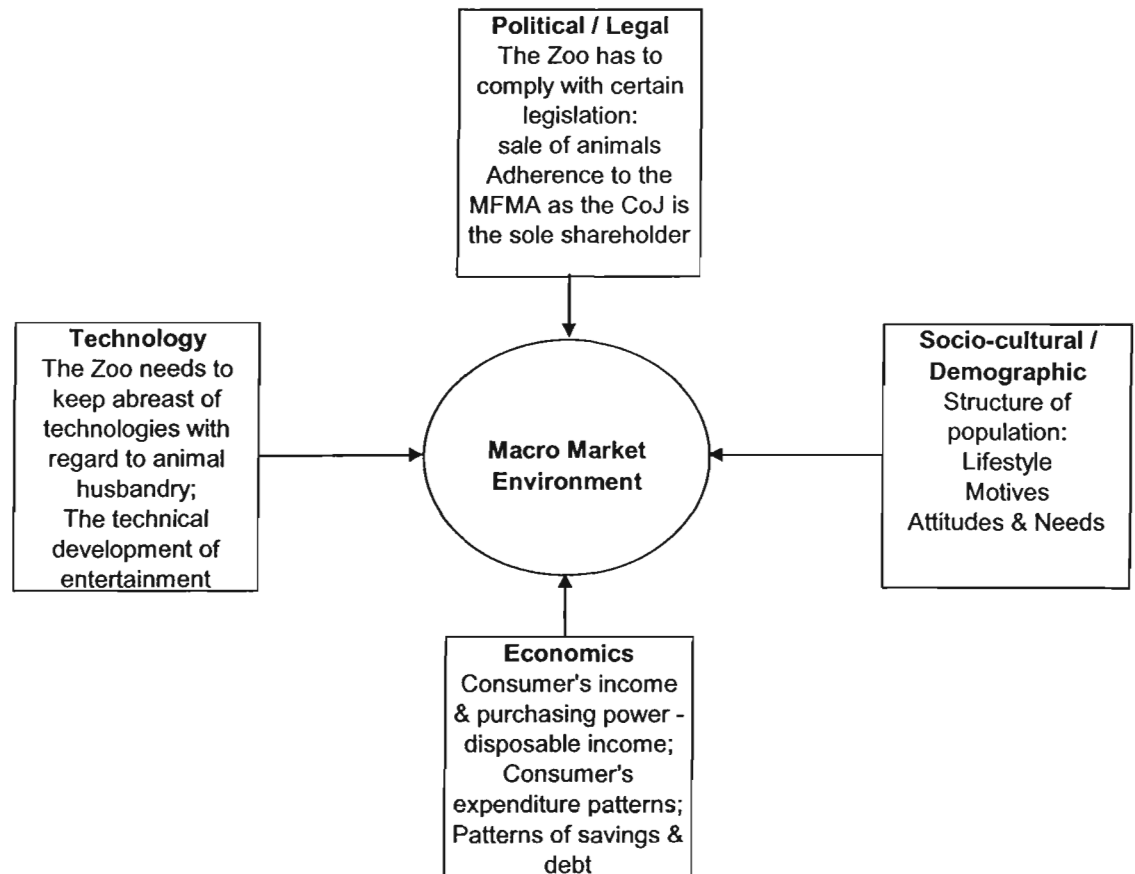 Political / Legal
The Zoo has to
comply with certain
legislation:
sale of animals
Adherence to the
MFMA as the CoJ is
the sole shareholder
Technology
The Zoo needs to
keep abreast of
technologies with
regard to animal
husbandry;
The technical
development of
entertainment
Macro Market
Environment
Socio-cultural /
Demographic
Structure of
population:
Lifestyle
Motives
Attitudes & Needs
Economics
Consumer's income
& purchasing power -
disposable income;
Consumer's
expenditure patterns;
Patterns of savings &
debt